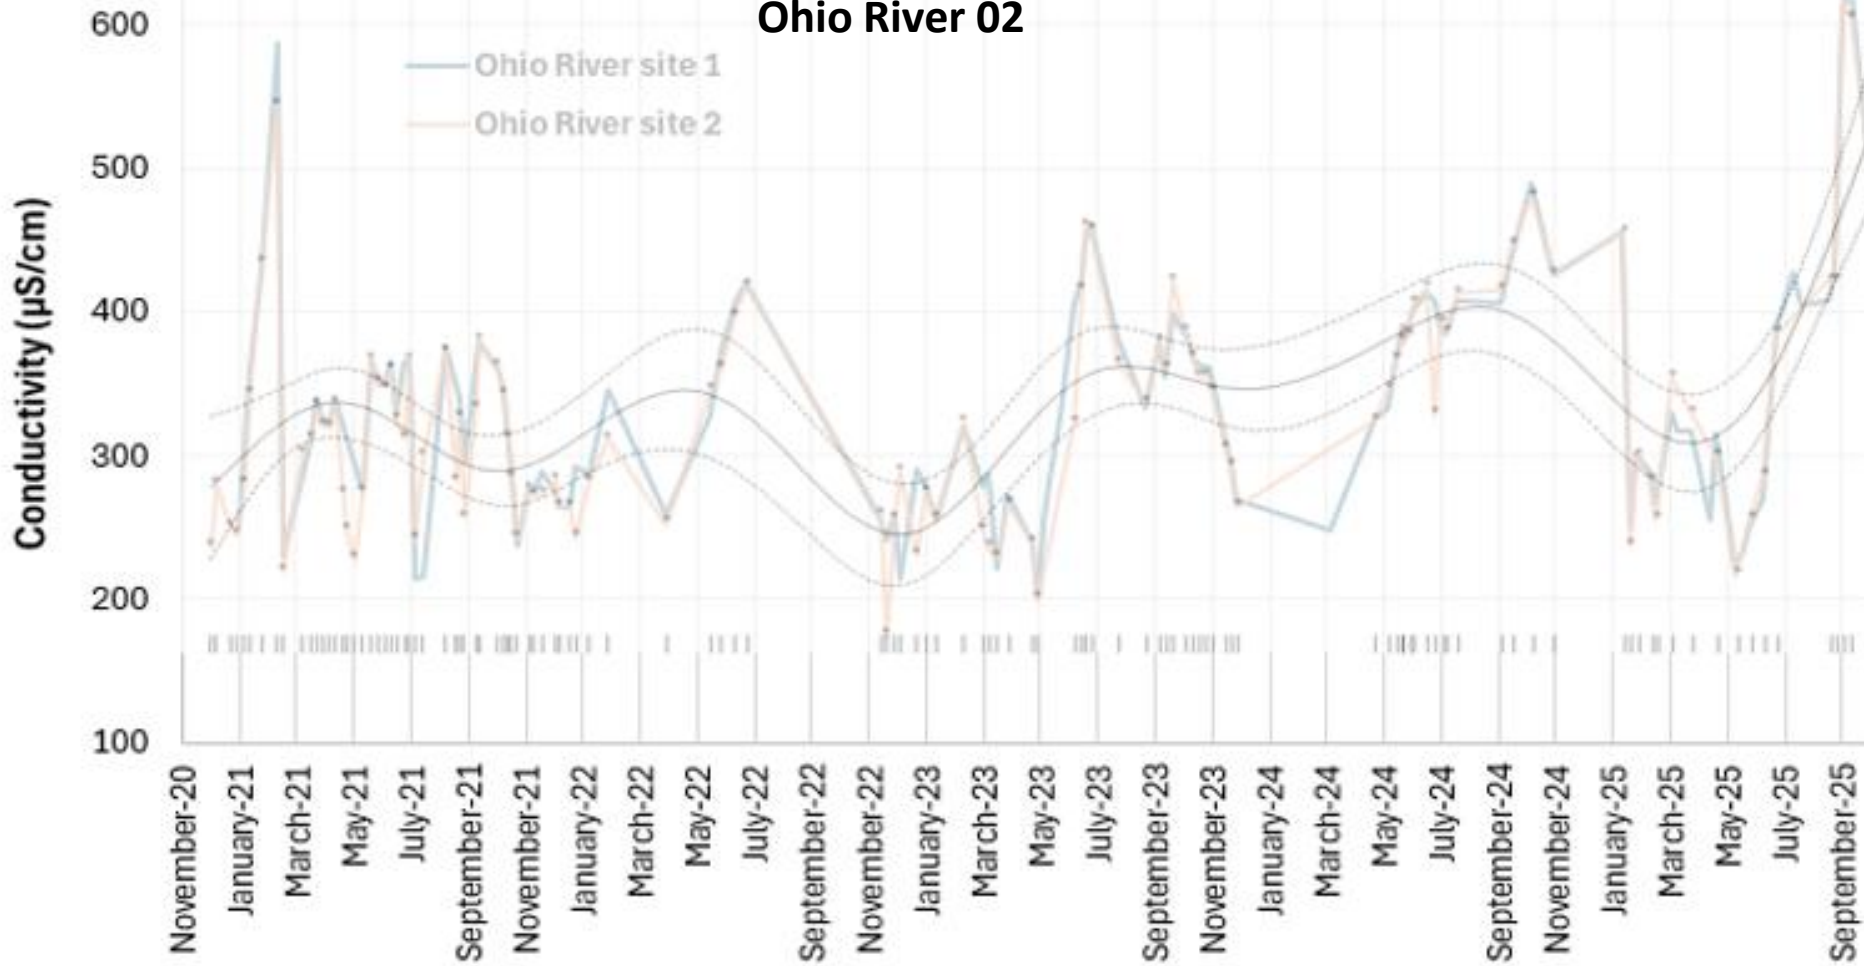 Ohio River 02
600
Ohio River site 1
Ohio River site 2
500
400
300
200
100
Conductivity (µS/cm)
November-20
January-21
March-21
May-21
July-21
September-21
November-21
January-22
March-22
May-22
July-22
September-22
November-22
January-23
March-23
May-23
July-23
September-23
November-23
January-24
March-24
May-24
July-24
September-24
November-24
January-25
March-25
May-25
July-25
September-25